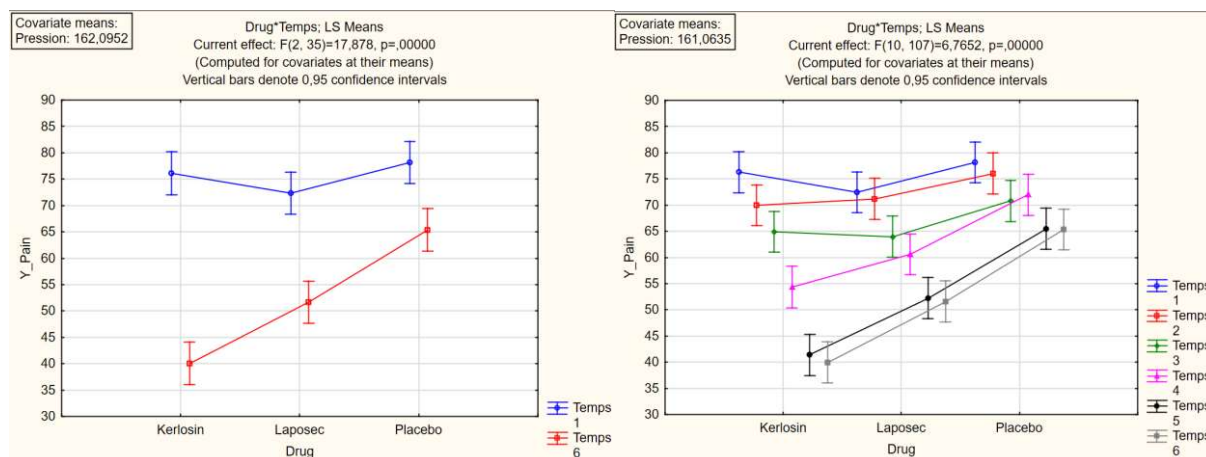 Covariate means:
Pression: 162,0952
Drug*Temps; LS Means
Current effect: F(2, 35)=17,878, p=,00000
(Computed for covariates at their means)
Vertical bars denote 0,95 confidence intervals
90
85
80
75
70
65
60
55
50
45
40
35
30
Y_Pain
Kerlosin Laposec Placebo
Drug
Temps
1
Temps
6
Covariate means:
Pression: 161,0635
Drug*Temps; LS Means
Current effect: F(10, 107)=6,7652, p=,00000
(Computed for covariates at their means)
Vertical bars denote 0,95 confidence intervals
90
85
80
75
70
65
60
55
50
45
40
35
30
Y_Pain
Kerlosin Laposec Placebo
Drug
Temps
1
Temps
2
Temps
3
Temps
4
Temps
5
Temps
6